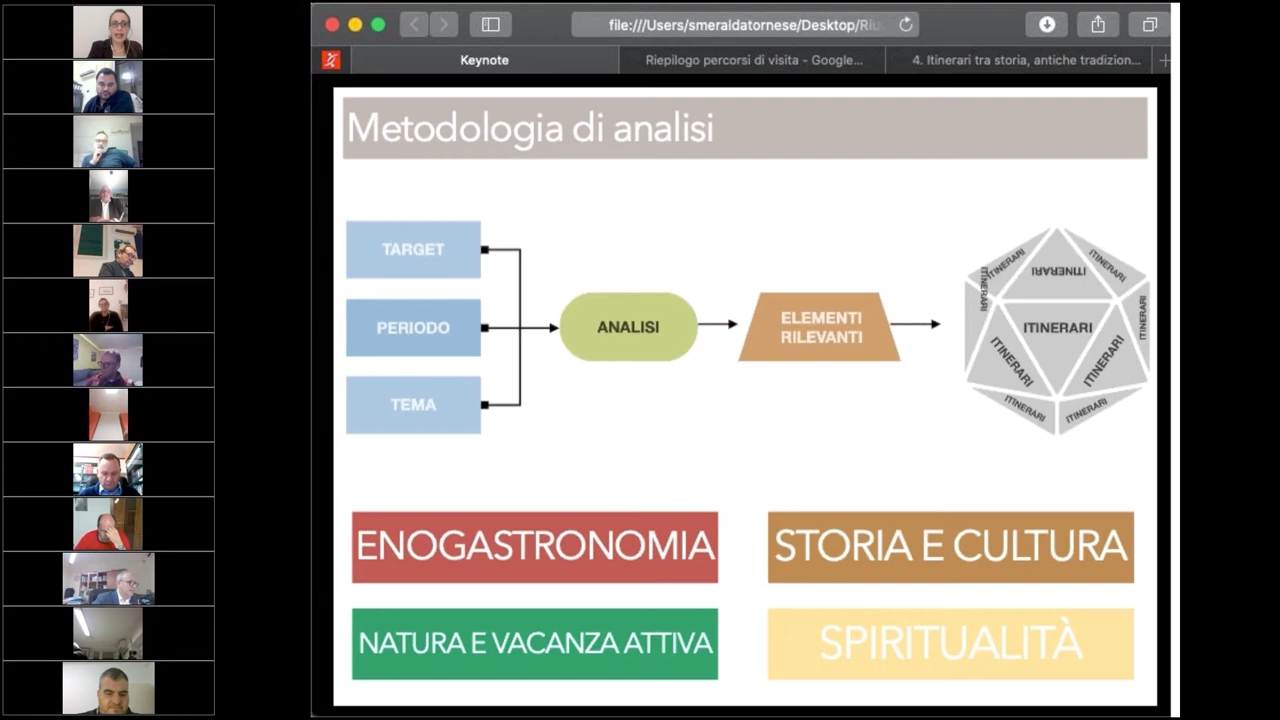 file:///Users/smeraldatornese/Desktop/Riu
Keynote
Riepilogo percorsi di visita - Google...
4. Itinerari tra storia, antiche tradizion...
Metodologia di analisi
TARGET
PERIODO
TEMA
ANALISI
ELEMENTI
RILEVANTI
ITINERARI
ITINERARI
ITINERARI
ITINERARI
ITINERARI
ITINERARI
ITINERARI
ITINERARI
ITINERARI
ITINERARI
ENOGASTRONOMIA
STORIA E CULTURA
NATURA E VACANZA ATTIVA
SPIRITUALITÀ